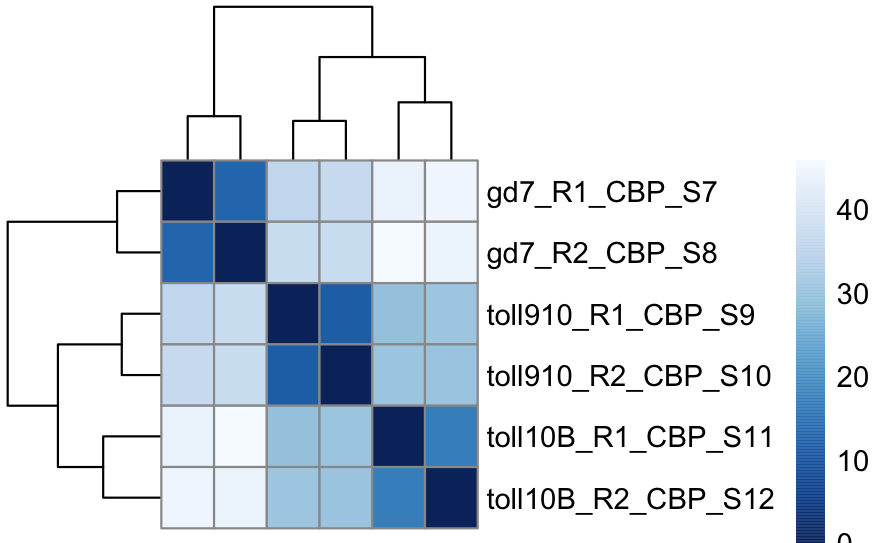 gd7_R1_CBP_S7
gd7_R2_CBP_S8
toll910_R1_CBP_S9
toll910_R2_CBP_S10
toll10B_R1_CBP_S11
toll10B_R2_CBP_S12
40
30
20
10
0